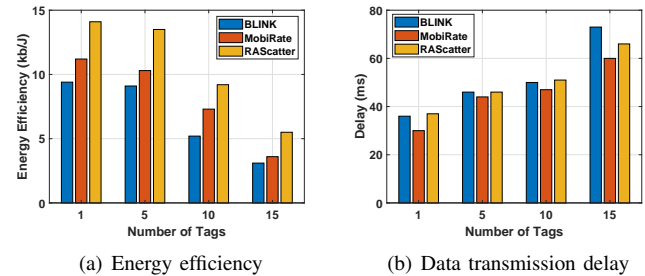 BLINK
MobiRate
RAScatter
15
10
5
0
Energy Efficiency (kb/J)
1 5 10 15
Number of Tags
(a) Energy efficiency
BLINK
MobiRate
RAScatter
80
60
40
20
0
Delay (ms)
1 5 10 15
Number of Tags
(b) Data transmission delay